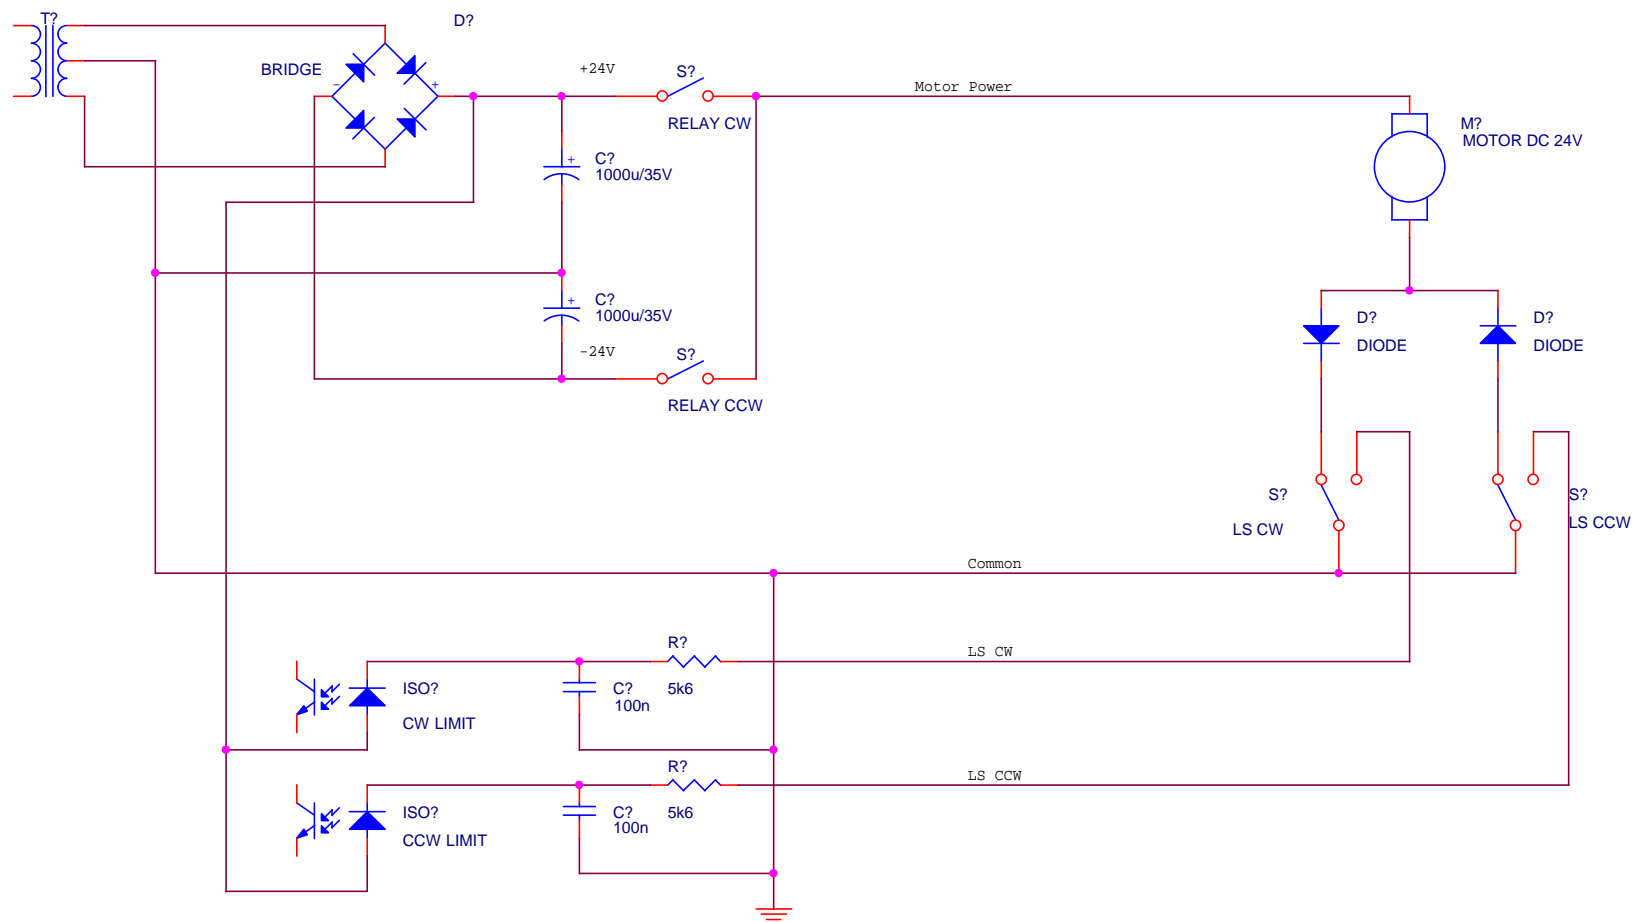 T?
D?
BRIDGE
-
+
+24V
S?
RELAY CW
Motor Power
M?
MOTOR DC 24V
+
C?
1000u/35V
+
C?
1000u/35V
-24V
S?
RELAY CCW
D?
DIODE
D?
DIODE
S?
LS CW
S?
LS CCW
Common
R?
5k6
LS CW
ISO?
CW LIMIT
C?
100n
R?
5k6
LS CCW
ISO?
CCW LIMIT
C?
100n